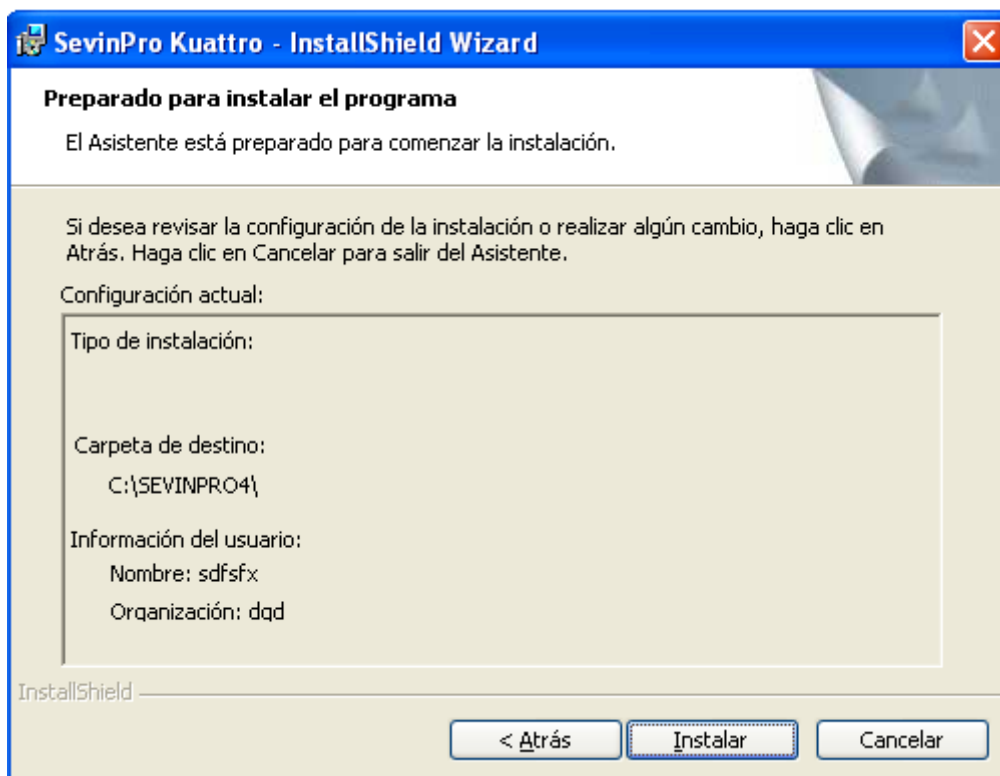 SevinPro Kuattro - InstallShield Wizard
Preparado para instalar el programa
El Asistente está preparado para comenzar la instalación.
Si desea revisar la configuración de la instalación o realizar algún cambio, haga clic en
Atrás. Haga clic en Cancelar para salir del Asistente.
Configuración actual:
Tipo de instalación:
Carpeta de destino:
C:\SEVINPRO4\
Información del usuario:
Nombre: sdfsfx
Organización: dgd
InstallShield
< Atrás Instalar Cancelar